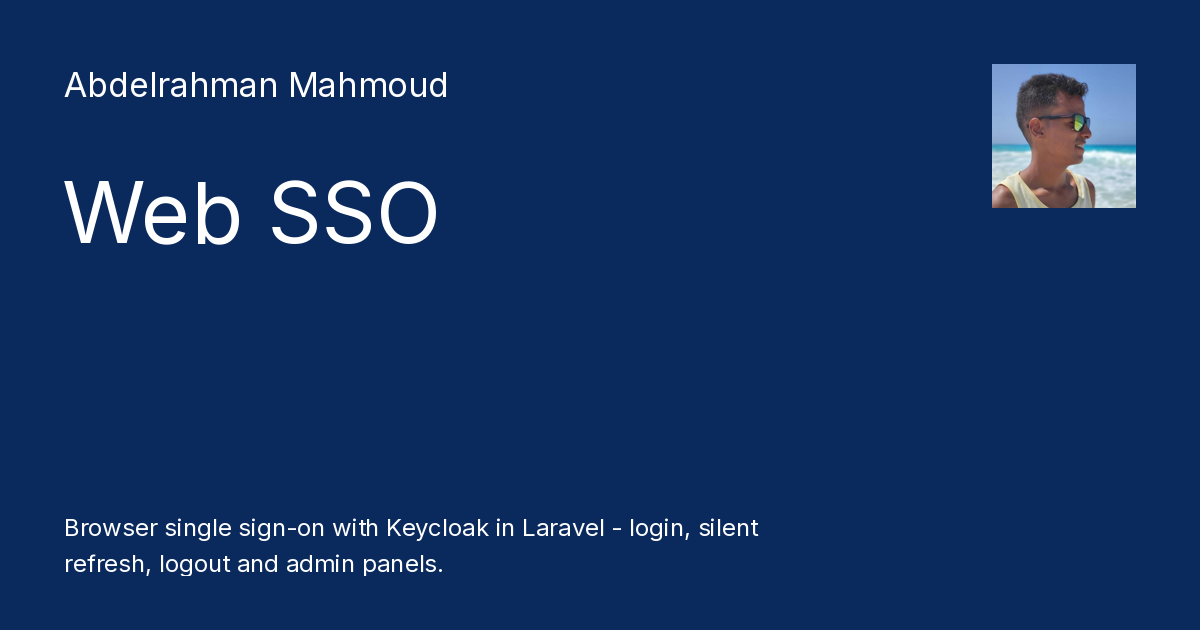 Abdelrahman Mahmoud
Web SSO
Browser single sign-on with Keycloak in Laravel - login, silent
refresh, logout and admin panels.